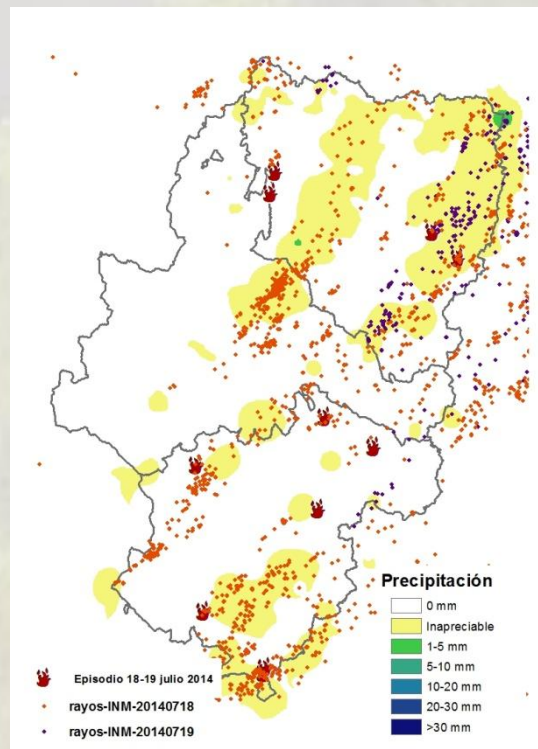 Precipitación
0 mm
Inapreciable
1-5 mm
5-10 mm
10-20 mm
20-30 mm
>30 mm
Episodio 18-19 julio 2014
rayos-INM-20140718
rayos-INM-20140719